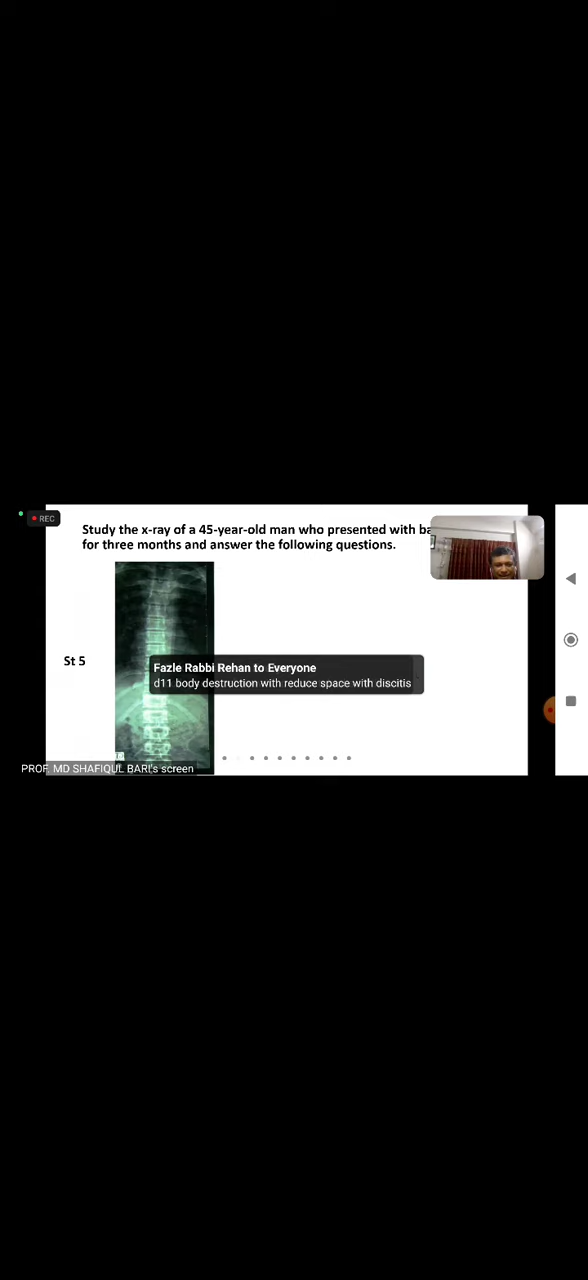 REC
Study the x-ray of a 45-year-old man who presented with
for three months and answer the following questions.
St 5
Fazle Rabbi Rehan to Everyone
d11 body destruction with reduce space with discitis
PROF. MD SHAFIQUL BARI's screen